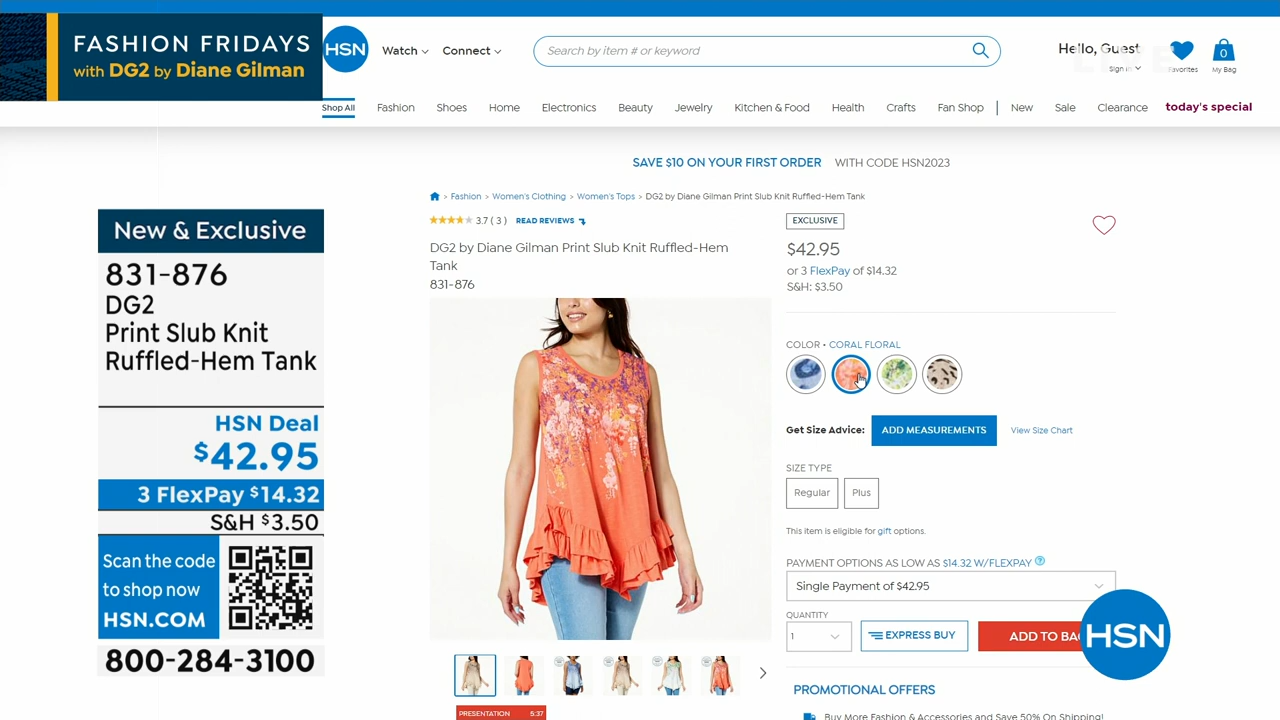 FASHION FRIDAYS
with DG2 by Diane Gilman
HSN
Watch
Connect
Search by item # or keyword
Hello, Guest
Sign In
Favorites
0
My Bag
LIVE
Shop All
Fashion
Shoes
Home
Electronics
Beauty
Jewelry
Kitchen & Food
Health
Crafts
Fan Shop
New
Sale
Clearance
today's special
SAVE $10 ON YOUR FIRST ORDER WITH CODE HSN2023
> Fashion > Women's Clothing > Women's Tops > DG2 by Diane Gilman Print Slub Knit Ruffled-Hem Tank
New & Exclusive
831-876
DG2
Print Slub Knit
Ruffled-Hem Tank
HSN Deal
$42.95
3 FlexPay $14.32
S&H $3.50
Scan the code
to shop now
HSN.COM
800-284-3100
3.7 ( 3 ) READ REVIEWS
DG2 by Diane Gilman Print Slub Knit Ruffled-Hem
Tank
831-876
PRESENTATION 5:37
EXCLUSIVE
$42.95
or 3 FlexPay of $14.32
S&H: $3.50
COLOR • CORAL FLORAL
Get Size Advice:
ADD MEASUREMENTS
View Size Chart
SIZE TYPE
Regular
Plus
This item is eligible for gift options.
PAYMENT OPTIONS AS LOW AS $14.32 W/FLEXPAY ?
Single Payment of $42.95
QUANTITY
1
EXPRESS BUY
ADD TO BA
HSN
PROMOTIONAL OFFERS
Buy More Fashion & Accessories and Save 50% On Shipping!